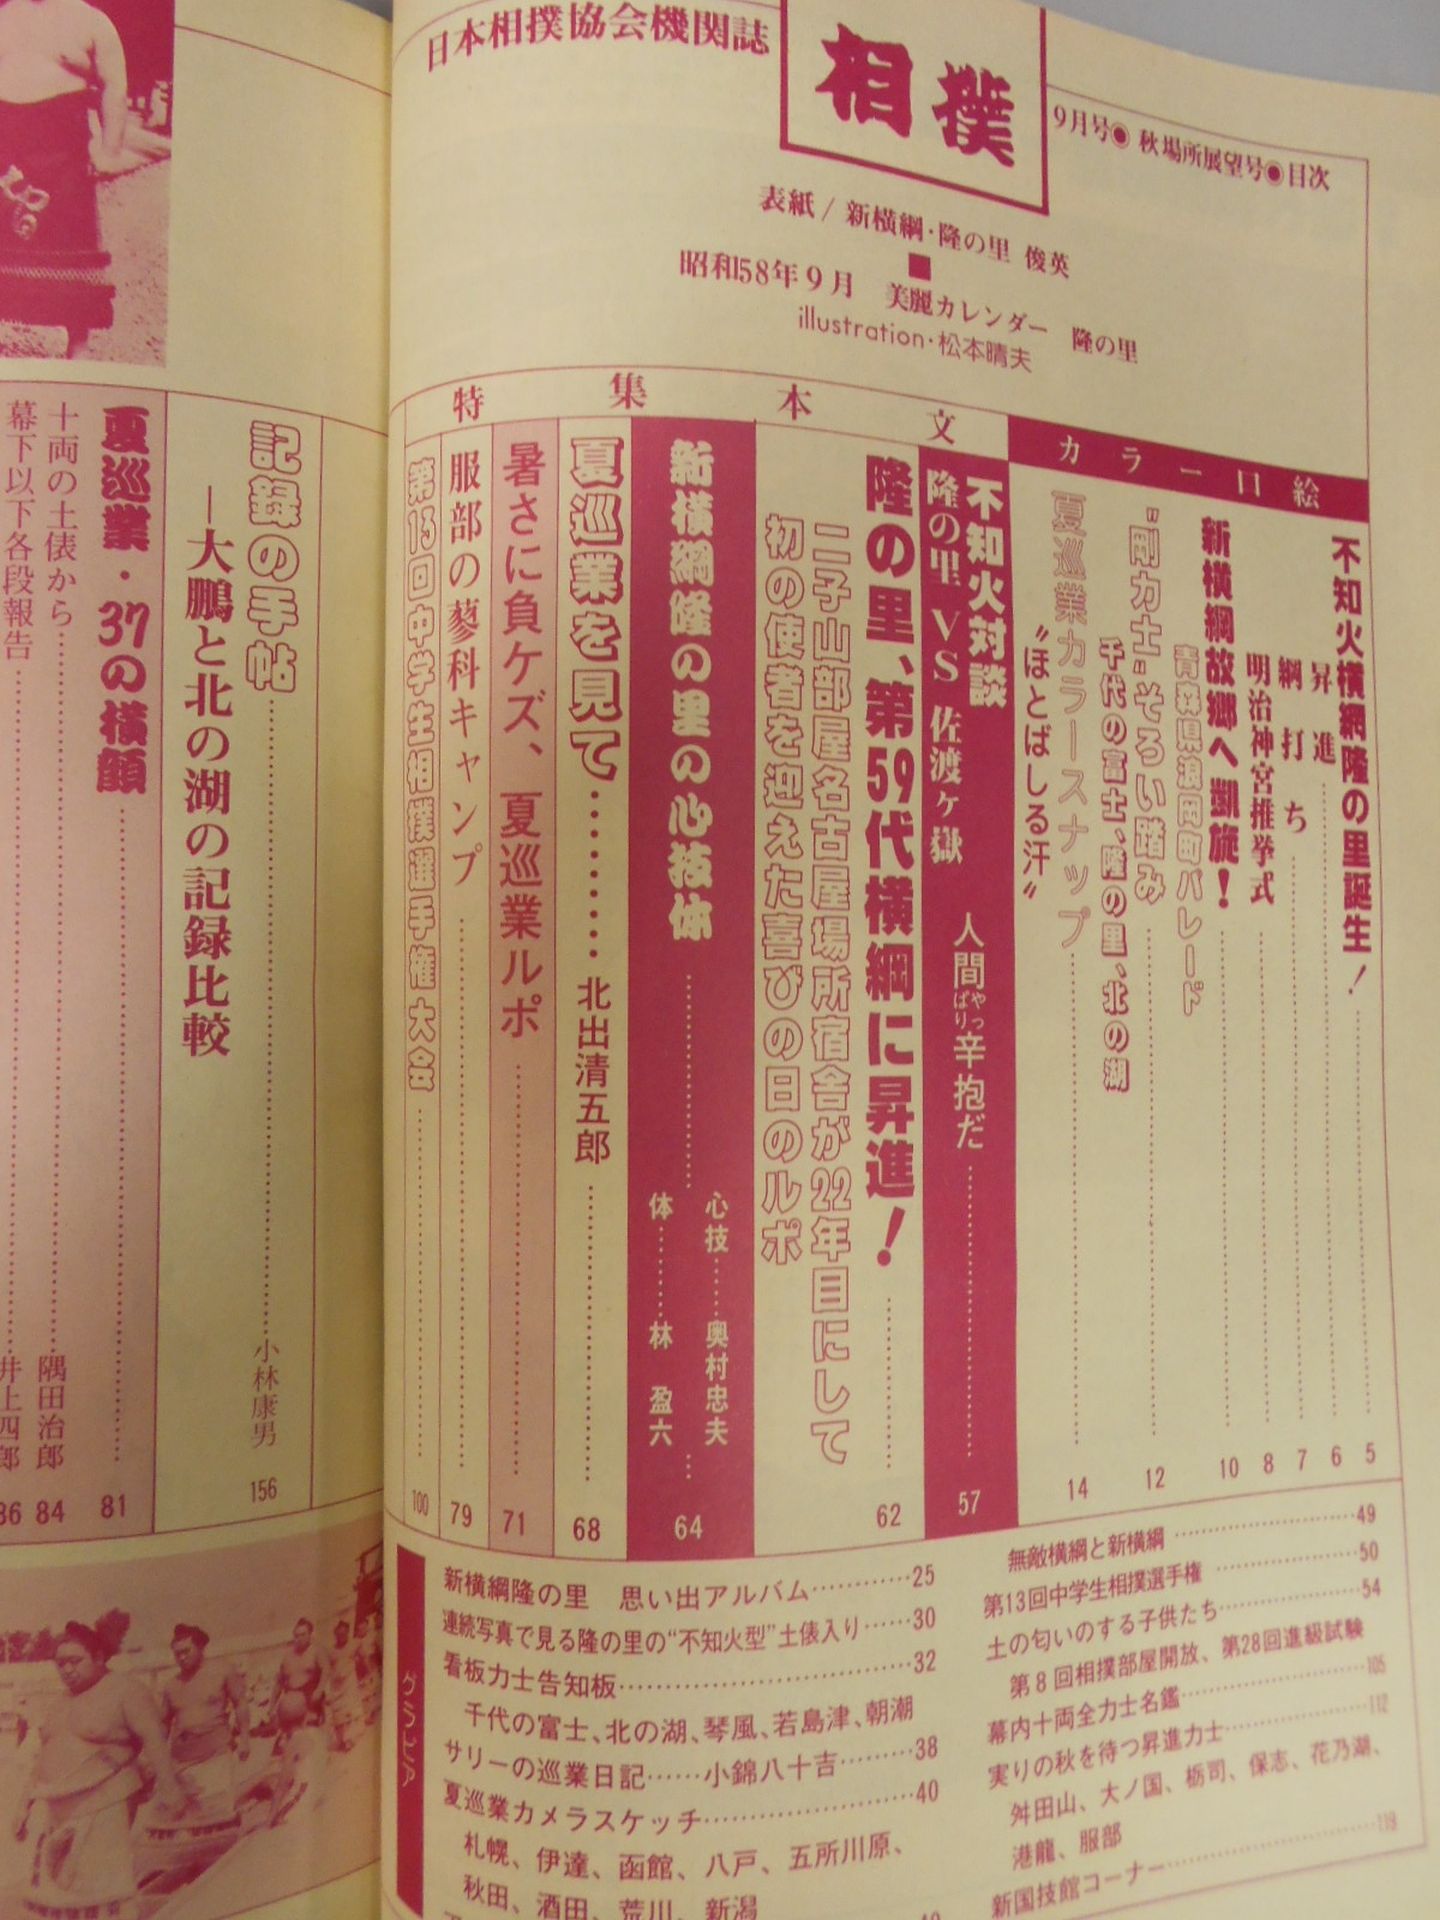 日本相撲協会機関誌
相撲
9月号◉秋場所展望号◉目次
表紙/新横綱・隆の里 俊英
■
昭和58年9月 美麗カレンダー 隆の里
illustration・松本晴夫
カラー口絵
不知火横綱隆の里誕生!……5
昇進……6
綱打ち……7
明治神宮推挙式……8
新横綱故郷へ凱旋!……10
青森県浪岡町パレード
“剛力士”そろい踏み……12
千代の富士、隆の里、北の湖
夏巡業カラースナップ……14
“ほとばしる汗”
特集本文
不知火対談
隆の里 VS 佐渡ヶ嶽 人間やっぱり辛抱だ……57
隆の里、第59代横綱に昇進!……62
二子山部屋名古屋場所宿舎が22年目にして
初の使者を迎えた喜びの日のルポ
新横綱隆の里の心技体……64
心技……奥村忠夫
体……林 盈六
夏巡業を見て……北出清五郎……68
暑さに負ケズ、夏巡業ルポ……71
服部の蓼科キャンプ……79
第13回中学生相撲選手権大会……100
記録の手帖……小林康男 156
―大鵬と北の湖の記録比較
夏巡業・37の横顔……81
十両の土俵から……隅田治郎 84
幕下以下各段報告……井上四郎 86
グラビア
新横綱隆の里 思い出アルバム……25
連続写真で見る隆の里の“不知火型”土俵入り……30
看板力士告知板……32
千代の富士、北の湖、琴風、若島津、朝潮
サリーの巡業日記……小錦八十吉……38
夏巡業カメラスケッチ……40
札幌、伊達、函館、八戸、五所川原、
秋田、酒田、荒川、新潟
無敵横綱と新横綱……49
第13回中学生相撲選手権……50
土の匂いのする子供たち……54
第8回相撲部屋開放、第28回進級試験
幕内十両全力士名鑑……105
実りの秋を待つ昇進力士……112
舛田山、大ノ国、栃司、保志、花乃湖、
港龍、服部
新国技館コーナー……118